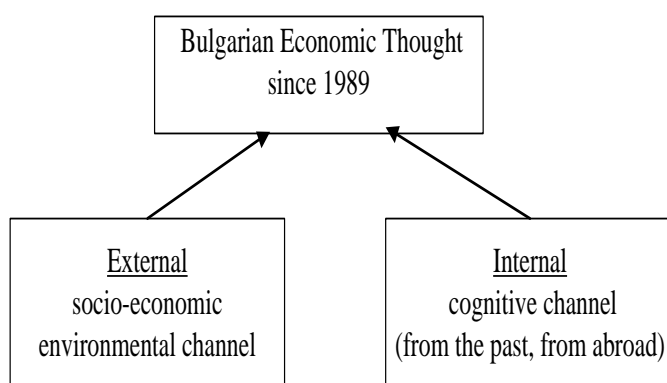 Bulgarian Economic Thought
since 1989
External
socio-economic
environmental channel
Internal
cognitive channel
(from the past, from abroad)